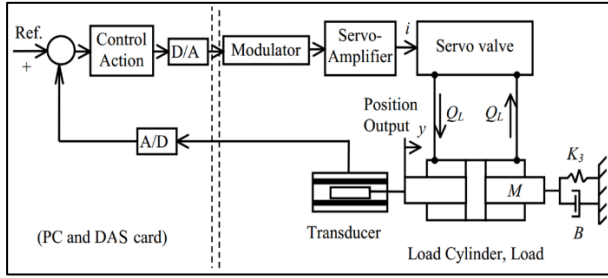 Ref.
+
Control
Action
D/A
Modulator
Servo-
Amplifier
i
Servo valve
Position
Output
y
Q_L
Q_L
A/D
K_3
M
B
Transducer
(PC and DAS card)
Load Cylinder, Load